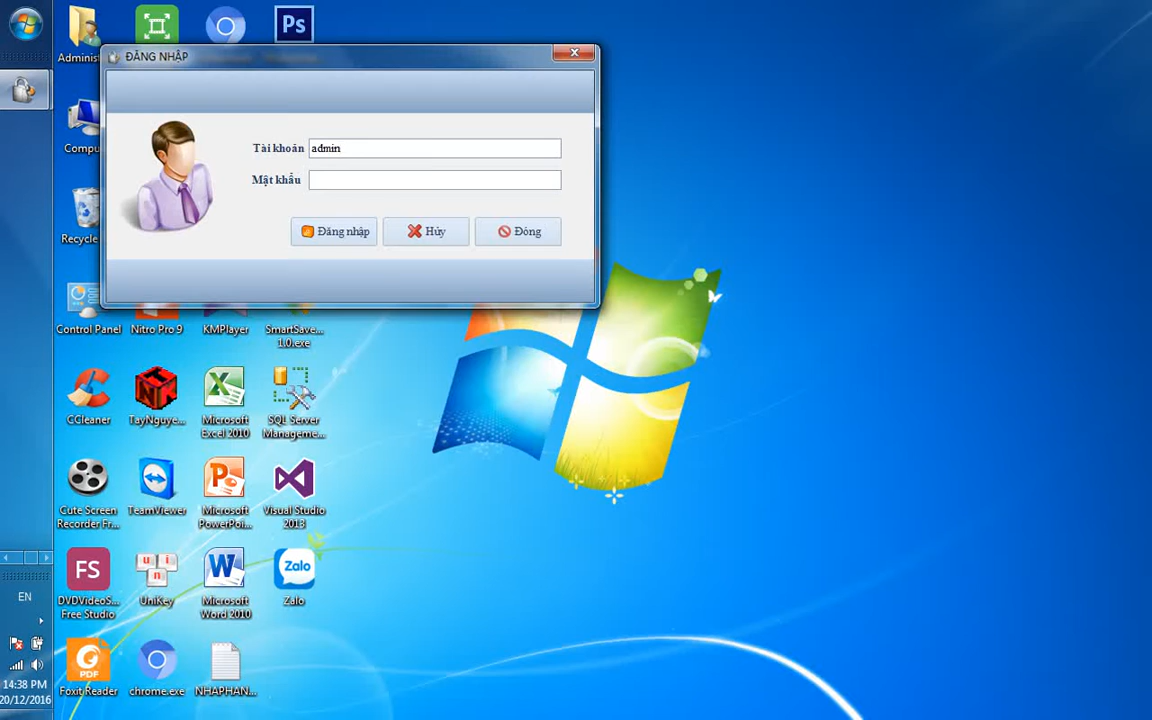 Ps
Adminis
ĐĂNG NHẬP
Tài khoản admin
Mật khẩu
Đăng nhập Hủy Đóng
Compu
Recycle
Control Panel Nitro Pro 9 KMPlayer SmartSave...
1.0.exe
CCleaner TayNguye... Microsoft
Excel 2010 SQL Server
Manageme...
Cute Screen
Recorder Fr... TeamViewer Microsoft
PowerPoi... Visual Studio
2013
FS
u n i
W
Zalo
DVDVideoS...
Free Studio UniKey Microsoft
Word 2010 Zalo
EN
PDF
Foxit Reader chrome.exe NHAPHAN...
14:38 PM
20/12/2016